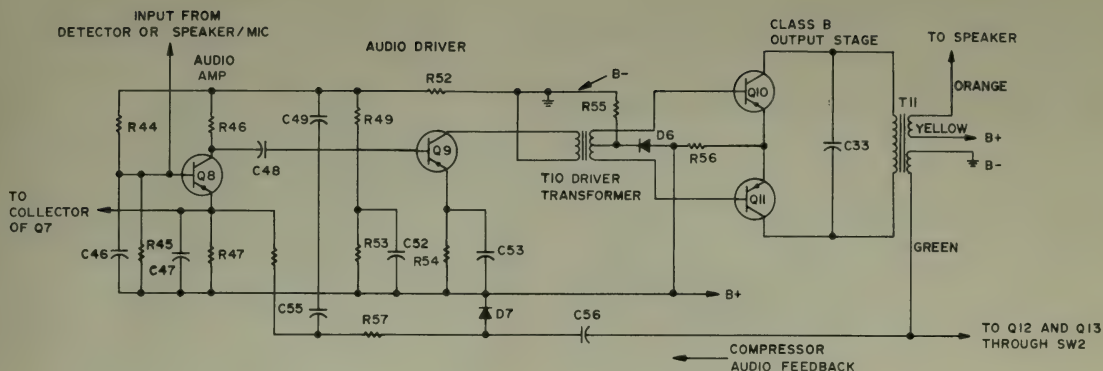 INPUT FROM
DETECTOR OR SPEAKER/MIC
AUDIO
AMP
AUDIO DRIVER
CLASS B
OUTPUT STAGE
TO SPEAKER
ORANGE
YELLOW
B+
B-
GREEN
T11
R44
R46
C49
R49
R52
B-
R55
D6
R56
Q10
Q11
C33
Q8
C48
Q9
T10 DRIVER
TRANSFORMER
TO
COLLECTOR
OF Q7
C46
R45
C47
R47
C55
R53
C52
R54
C53
D7
R57
C56
B+
TO Q12 AND Q13
THROUGH SW2
COMPRESSOR
AUDIO FEEDBACK